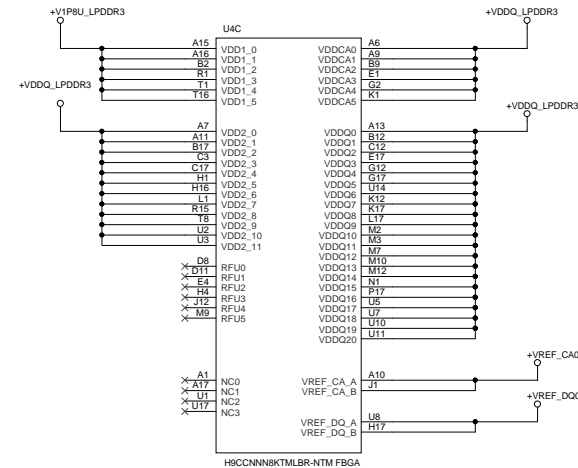 +V1P8U_LPDDR3
+VDDQ_LPDDR3
U4C
A15 VDD1_0 VDDCA0 A6
A16 VDD1_1 VDDCA1 A9
B2 VDD1_2 VDDCA2 B9
R1 VDD1_3 VDDCA3 E1
T1 VDD1_4 VDDCA4 G2
T16 VDD1_5 VDDCA5 K1
+VDDQ_LPDDR3
+VDDQ_LPDDR3
A7 VDD2_0 VDDQ0 A13
A11 VDD2_1 VDDQ1 B12
B17 VDD2_2 VDDQ2 C12
C3 VDD2_3 VDDQ3 E17
C17 VDD2_4 VDDQ4 G12
H1 VDD2_5 VDDQ5 G17
H16 VDD2_6 VDDQ6 U14
L1 VDD2_7 VDDQ7 K12
R15 VDD2_8 VDDQ8 K17
T8 VDD2_9 VDDQ9 L17
U2 VDD2_10 VDDQ10 M2
U3 VDD2_11 VDDQ11 M3
VDDQ12 M7
D8 RFU0 VDDQ13 M10
D11 RFU1 VDDQ14 M12
E4 RFU2 VDDQ15 N1
H4 RFU3 VDDQ16 P17
J12 RFU4 VDDQ17 U5
M9 RFU5 VDDQ18 U7
VDDQ19 U10
VDDQ20 U11
+VREF_CA0
A1 NC0 VREF_CA_A A10
A17 NC1 VREF_CA_B J1
U1 NC2
U17 NC3
+VREF_DQ0
VREF_DQ_A U8
VREF_DQ_B H17
H9CCNNN8KTMLBR-NTM FBGA